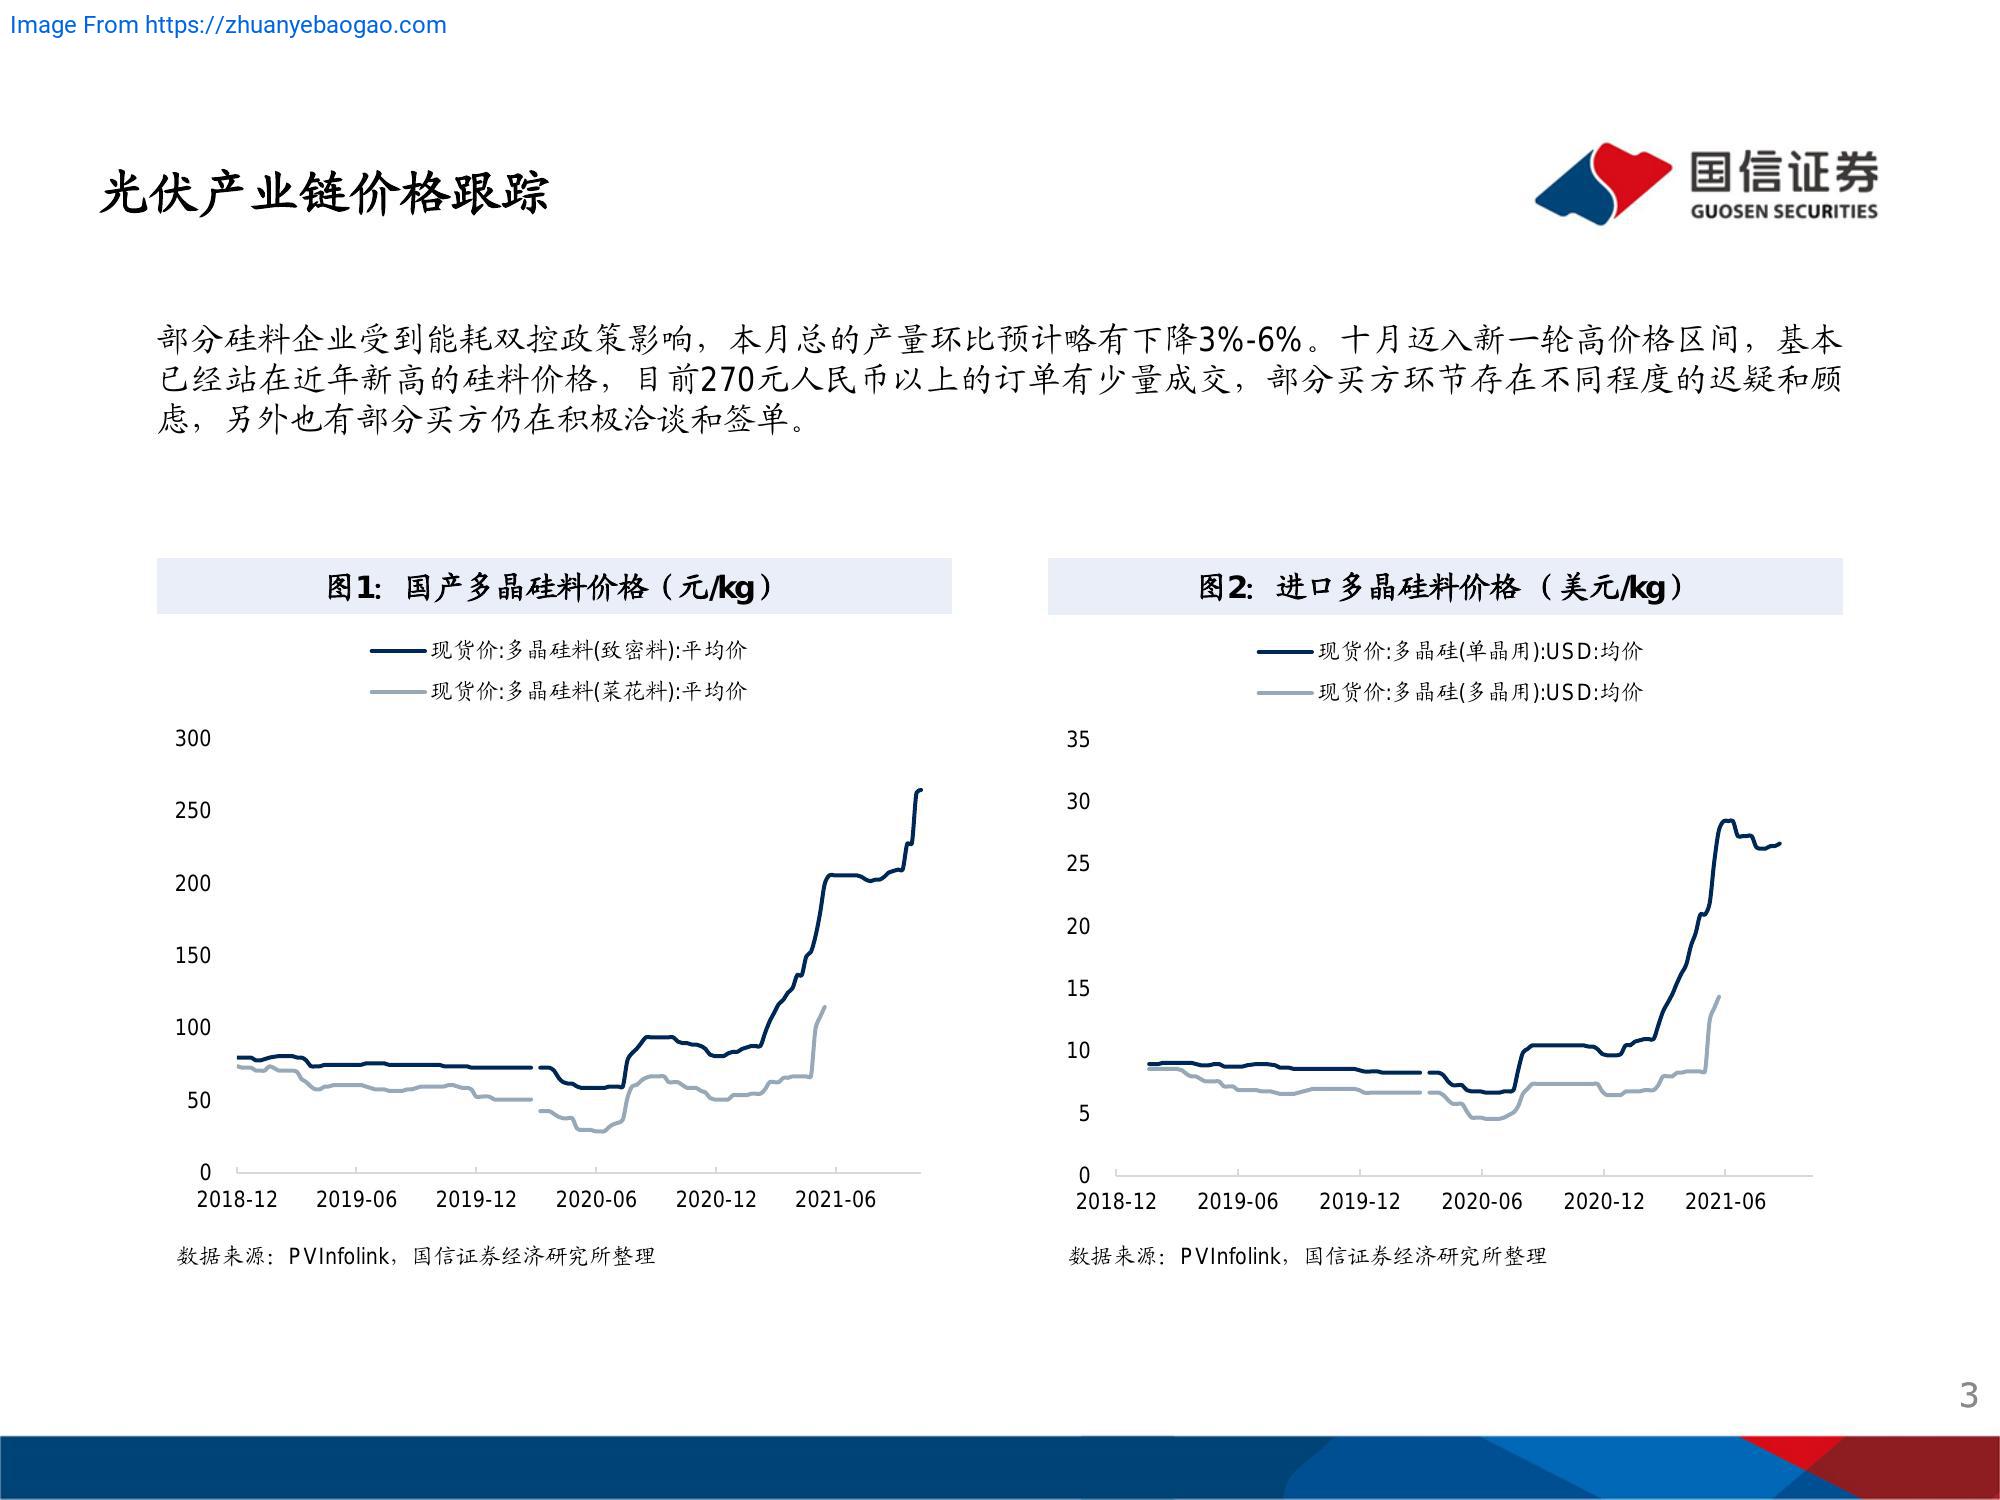 Image From https://zhuanyebaogao.com
光伏产业链价格跟踪
国信证券
GUOSEN SECURITIES
部分硅料企业受到能耗双控政策影响，本月总的产量环比预计略有下降3%-6%。十月迈入新一轮高价格区间，基本
已经站在近年新高的硅料价格，目前270元人民币以上的订单有少量成交，部分买方环节存在不同程度的迟疑和顾
虑，另外也有部分买方仍在积极洽谈和签单。
图1：国产多晶硅料价格（元/kg）
现货价:多晶硅料(致密料):平均价
现货价:多晶硅料(菜花料):平均价
300
250
200
150
100
50
0
2018-12 2019-06 2019-12 2020-06 2020-12 2021-06
数据来源：PVInfolink，国信证券经济研究所整理
图2：进口多晶硅料价格（美元/kg）
现货价:多晶硅(单晶用):USD:均价
现货价:多晶硅(多晶用):USD:均价
35
30
25
20
15
10
5
0
2018-12 2019-06 2019-12 2020-06 2020-12 2021-06
数据来源：PVInfolink，国信证券经济研究所整理
3